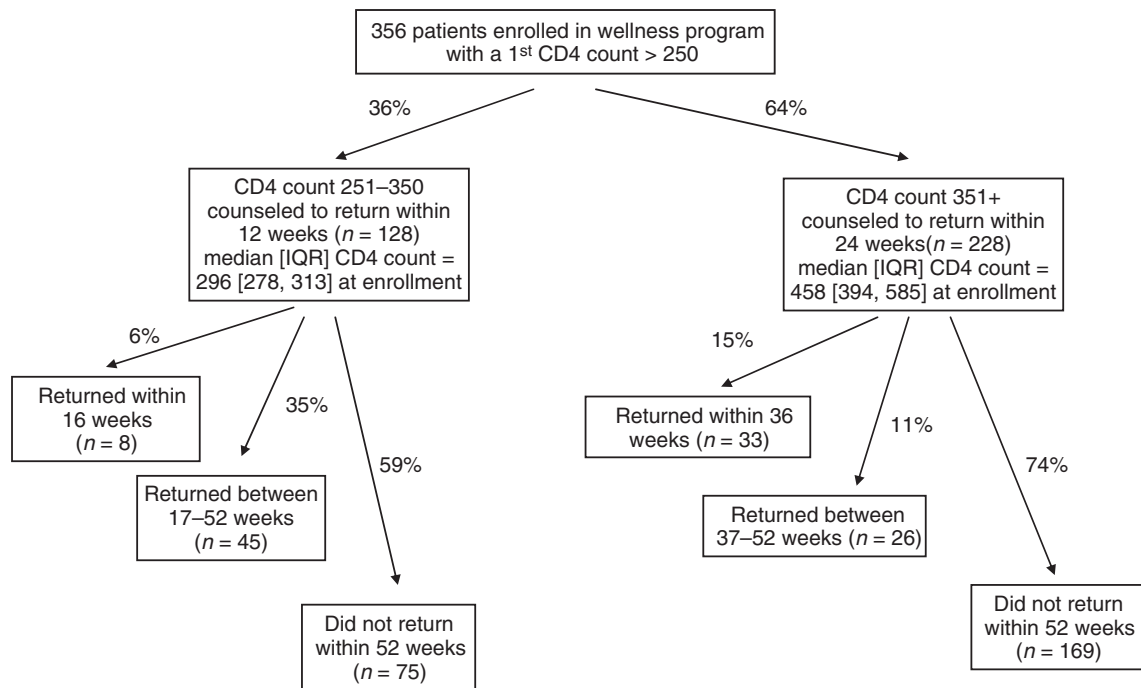 356 patients enrolled in wellness program
with a 1st CD4 count > 250
36%
64%
CD4 count 251–350
counseled to return within
12 weeks (n = 128)
median [IQR] CD4 count =
296 [278, 313] at enrollment
CD4 count 351+
counseled to return within
24 weeks(n = 228)
median [IQR] CD4 count =
458 [394, 585] at enrollment
6%
35%
59%
15%
11%
74%
Returned within
16 weeks
(n = 8)
Returned between
17–52 weeks
(n = 45)
Did not return
within 52 weeks
(n = 75)
Returned within 36
weeks (n = 33)
Returned between
37–52 weeks (n = 26)
Did not return
within 52 weeks
(n = 169)